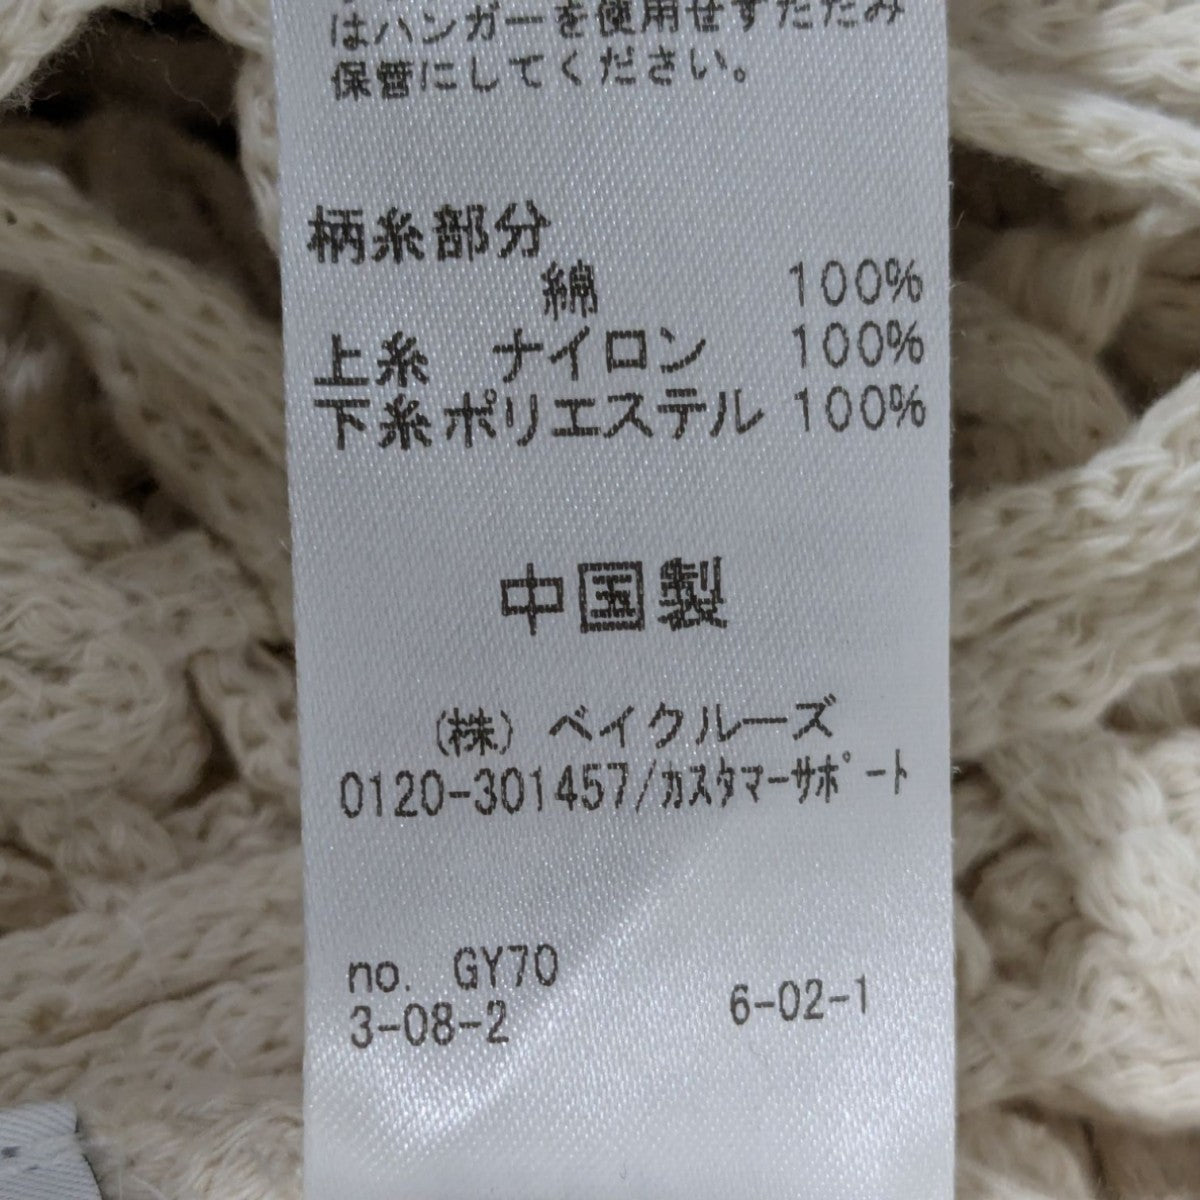 はハンガーを使用せずたたみ
保管にしてください。
柄糸部分
綿 100%
上糸 ナイロン 100%
下糸ポリエステル 100%
中国製
(株) ベイクルーズ
0120-301457/ｶｽﾀﾏｰｻﾎﾟｰﾄ
no. GY70
3-08-2 6-02-1